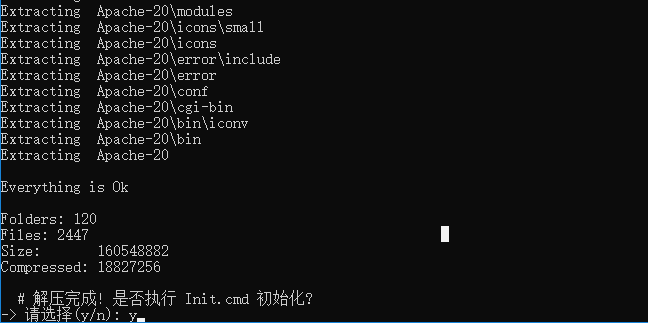 Extracting  Apache-20\modules
Extracting  Apache-20\icons\small
Extracting  Apache-20\icons
Extracting  Apache-20\error\include
Extracting  Apache-20\error
Extracting  Apache-20\conf
Extracting  Apache-20\cgi-bin
Extracting  Apache-20\bin\iconv
Extracting  Apache-20\bin
Extracting  Apache-20
Everything is Ok
Folders: 120
Files: 2447
Size:       160548882
Compressed: 18827256
# 解压完成! 是否执行 Init.cmd 初始化?
-> 请选择(y/n): y